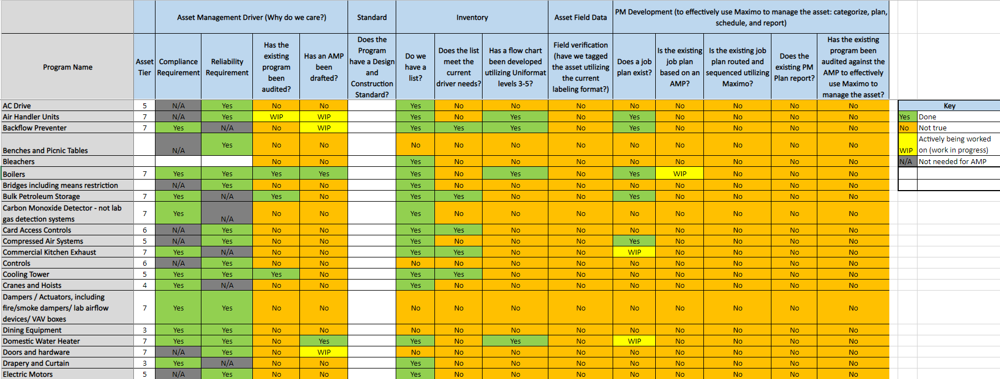 Asset Management Driver (Why do we care?) Standard Inventory Asset Field Data PM Development (to effectively use Maximo to manage the asset: categorize, plan, schedule, and report)
Program Name Asset Tier Compliance Requirement Reliability Requirement Has the existing program been audited? Has an AMP been drafted? Does the Program have a Design and Construction Standard? Do we have a list? Does the list meet the current driver needs? Has a flow chart been developed utilizing Uniformat levels 3-5? Field verification (have we tagged the asset utilizing the current labeling format?) Does a job plan exist? Is the existing job plan based on an AMP? Is the existing job plan routed and sequenced utilizing Maximo? Does the existing PM Plan report? Has the existing program been audited against the AMP to effectively use Maximo to manage the asset?
AC Drive 5 N/A Yes No No Yes No No No No No No No No
Air Handler Units 7 N/A Yes WIP WIP Yes No Yes No Yes No No No No
Backflow Preventer 7 Yes N/A No WIP Yes Yes Yes No Yes No No No No
Benches and Picnic Tables N/A Yes No No No No No No No No No No No
Bleachers No No Yes No No No No No No No No
Boilers 7 Yes Yes Yes Yes Yes No Yes No Yes WIP No No No
Bridges including means restriction N/A Yes No No Yes No No No No No No No No
Bulk Petroleum Storage 7 Yes N/A Yes No Yes Yes No No Yes No No No No
Carbon Monoxide Detector - not lab gas detection systems 7 Yes N/A No No Yes No No No No No No No No
Card Access Controls 6 N/A Yes No No Yes Yes No No No No No No No
Compressed Air Systems 5 N/A Yes No No Yes No No No Yes No No No No
Commercial Kitchen Exhaust 7 Yes N/A No No Yes Yes No No WIP No No No No
Controls 6 N/A Yes No No No No No No No No No No No
Cooling Tower 5 Yes Yes Yes No Yes Yes No No No No No No No
Cranes and Hoists 4 Yes N/A No No Yes No No No No No No No No
Dampers / Actuators, including fire/smoke dampers/ lab airflow devices/ VAV boxes 7 Yes Yes No No No No No No No No No No No
Dining Equipment 3 Yes Yes No No No No No No No No No No No
Domestic Water Heater 7 Yes Yes No Yes Yes No Yes No WIP No No No No
Doors and hardware 7 N/A Yes No WIP No No No No No No No No No
Drapery and Curtain 3 Yes N/A No No Yes No No No No No No No No
Electric Motors 5 N/A Yes No No Yes No No No No No No No No
Key
Yes Done
No Not true
WIP Actively being worked on (work in progress)
N/A Not needed for AMP